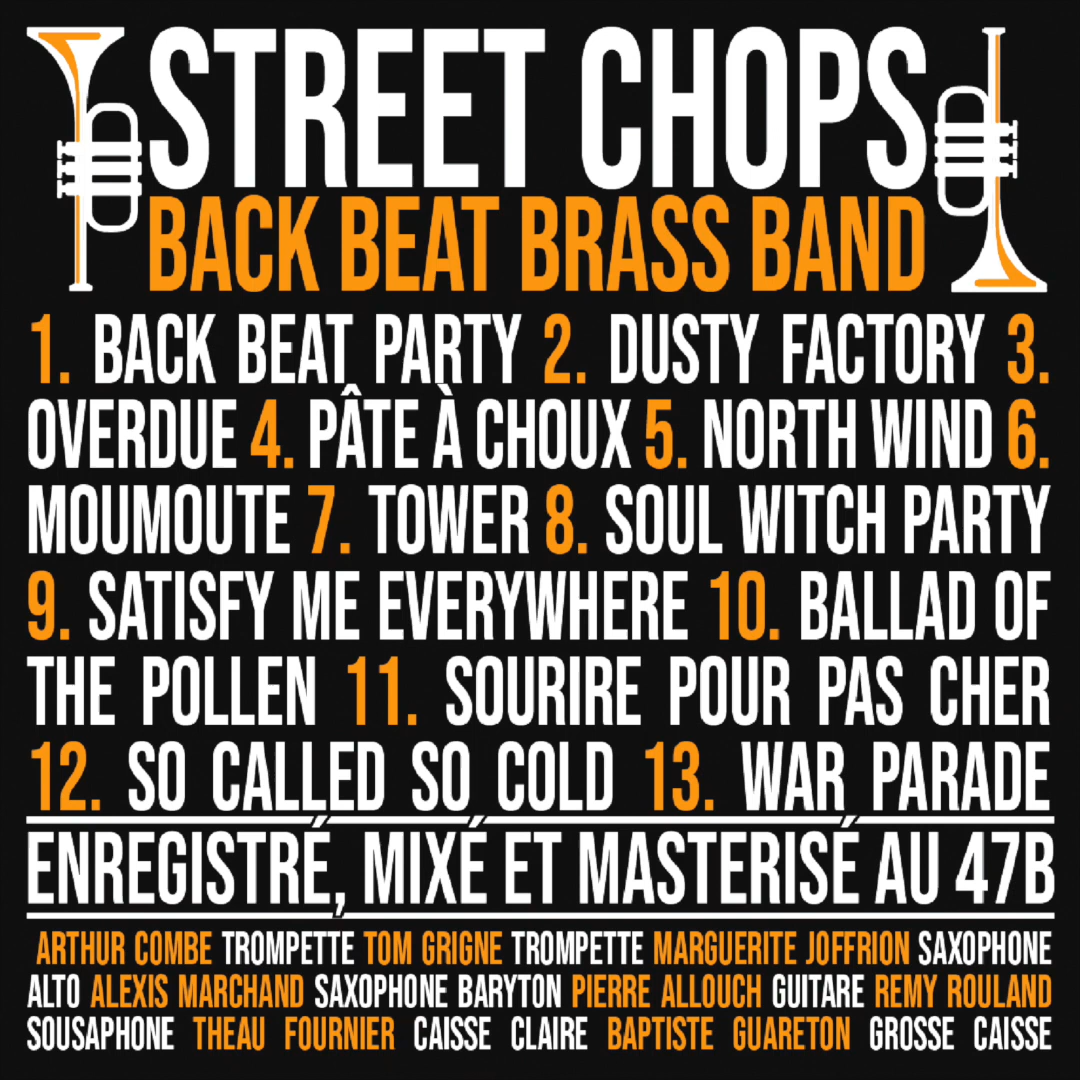 STREET CHOPS
BACK BEAT BRASS BAND
1. BACK BEAT PARTY 2. DUSTY FACTORY 3.
OVERDUE 4. PÂTE À CHOUX 5. NORTH WIND 6.
MOUMOUTE 7. TOWER 8. SOUL WITCH PARTY
9. SATISFY ME EVERYWHERE 10. BALLAD OF
THE POLLEN 11. SOURIRE POUR PAS CHER
12. SO CALLED SO COLD 13. WAR PARADE
ENREGISTRÉ, MIXÉ ET MASTERISÉ AU 47B
ARTHUR COMBE TROMPETTE TOM GRIGNE TROMPETTE MARGUERITE JOFFRION SAXOPHONE
ALTO ALEXIS MARCHAND SAXOPHONE BARYTON PIERRE ALLOUCH GUITARE REMY ROULAND
SOUSAPHONE THEAU FOURNIER CAISSE CLAIRE BAPTISTE GUARETON GROSSE CAISSE